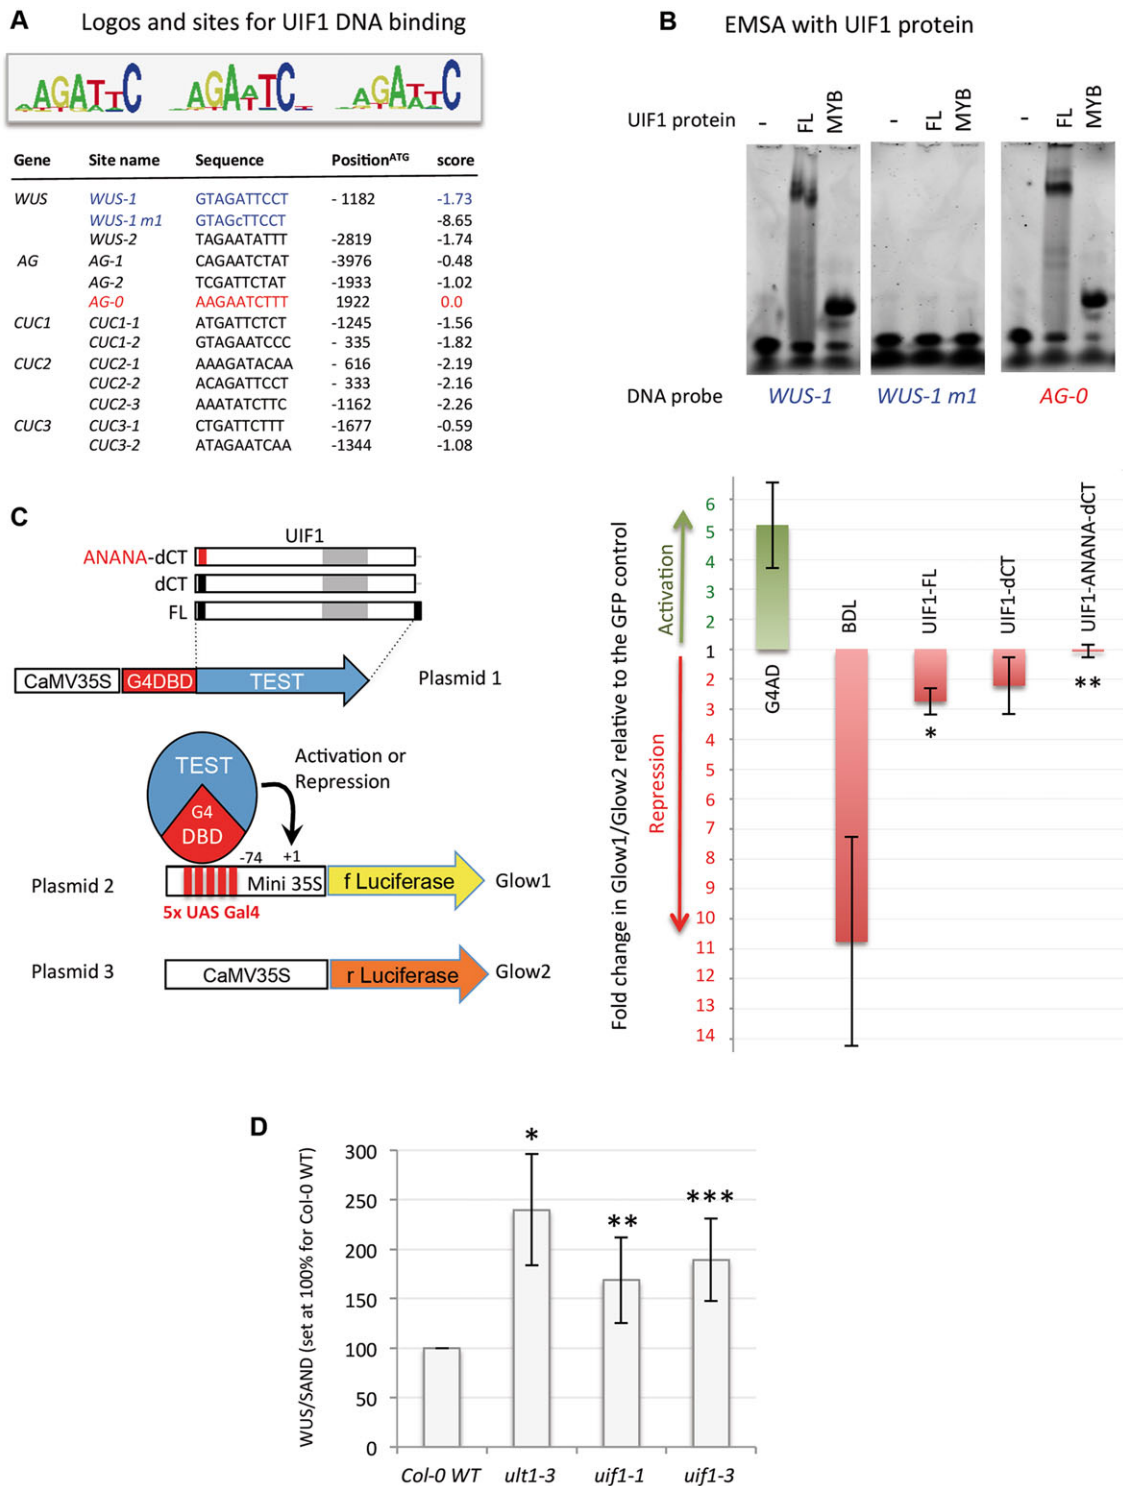 A Logos and sites for UIF1 DNA binding
AGATTC AGAATC AGATTC
Gene Site name Sequence Position^ATG score
WUS WUS-1 GTAGATTCCT - 1182 -1.73
WUS-1 m1 GTAGcTTCCT -8.65
WUS-2 TAGAATATTT -2819 -1.74
AG AG-1 CAGAATCTAT -3976 -0.48
AG-2 TCGATTCTAT -1933 -1.02
AG-0 AAGAATCTTT 1922 0.0
CUC1 CUC1-1 ATGATTCTCT -1245 -1.56
CUC1-2 GTAGAATCCC - 335 -1.82
CUC2 CUC2-1 AAAGATACAA - 616 -2.19
CUC2-2 ACAGATTCCT - 333 -2.16
CUC2-3 AAATATCTTC -1162 -2.26
CUC3 CUC3-1 CTGATTCTTT -1677 -0.59
CUC3-2 ATAGAATCAA -1344 -1.08
B EMSA with UIF1 protein
UIF1 protein - FL MYB - FL MYB - FL MYB
DNA probe WUS-1 WUS-1 m1 AG-0
C
UIF1
ANANA-dCT
dCT
FL
CaMV35S G4DBD TEST Plasmid 1
TEST
G4
DBD
Activation or
Repression
-74 +1
Plasmid 2 Mini 35S f Luciferase Glow1
5x UAS Gal4
Plasmid 3 CaMV35S r Luciferase Glow2
Fold change in Glow1/Glow2 relative to the GFP control
Activation
Repression
6
5
4
3
2
1
2
3
4
5
6
7
8
9
10
11
12
13
14
G4AD
BDL
UIF1-FL
*
UIF1-dCT
UIF1-ANANA-dCT
**
D
WUS/SAND (set at 100% for Col-0 WT)
300
250
200
150
100
50
0
*
**
***
Col-0 WT ult1-3 uif1-1 uif1-3